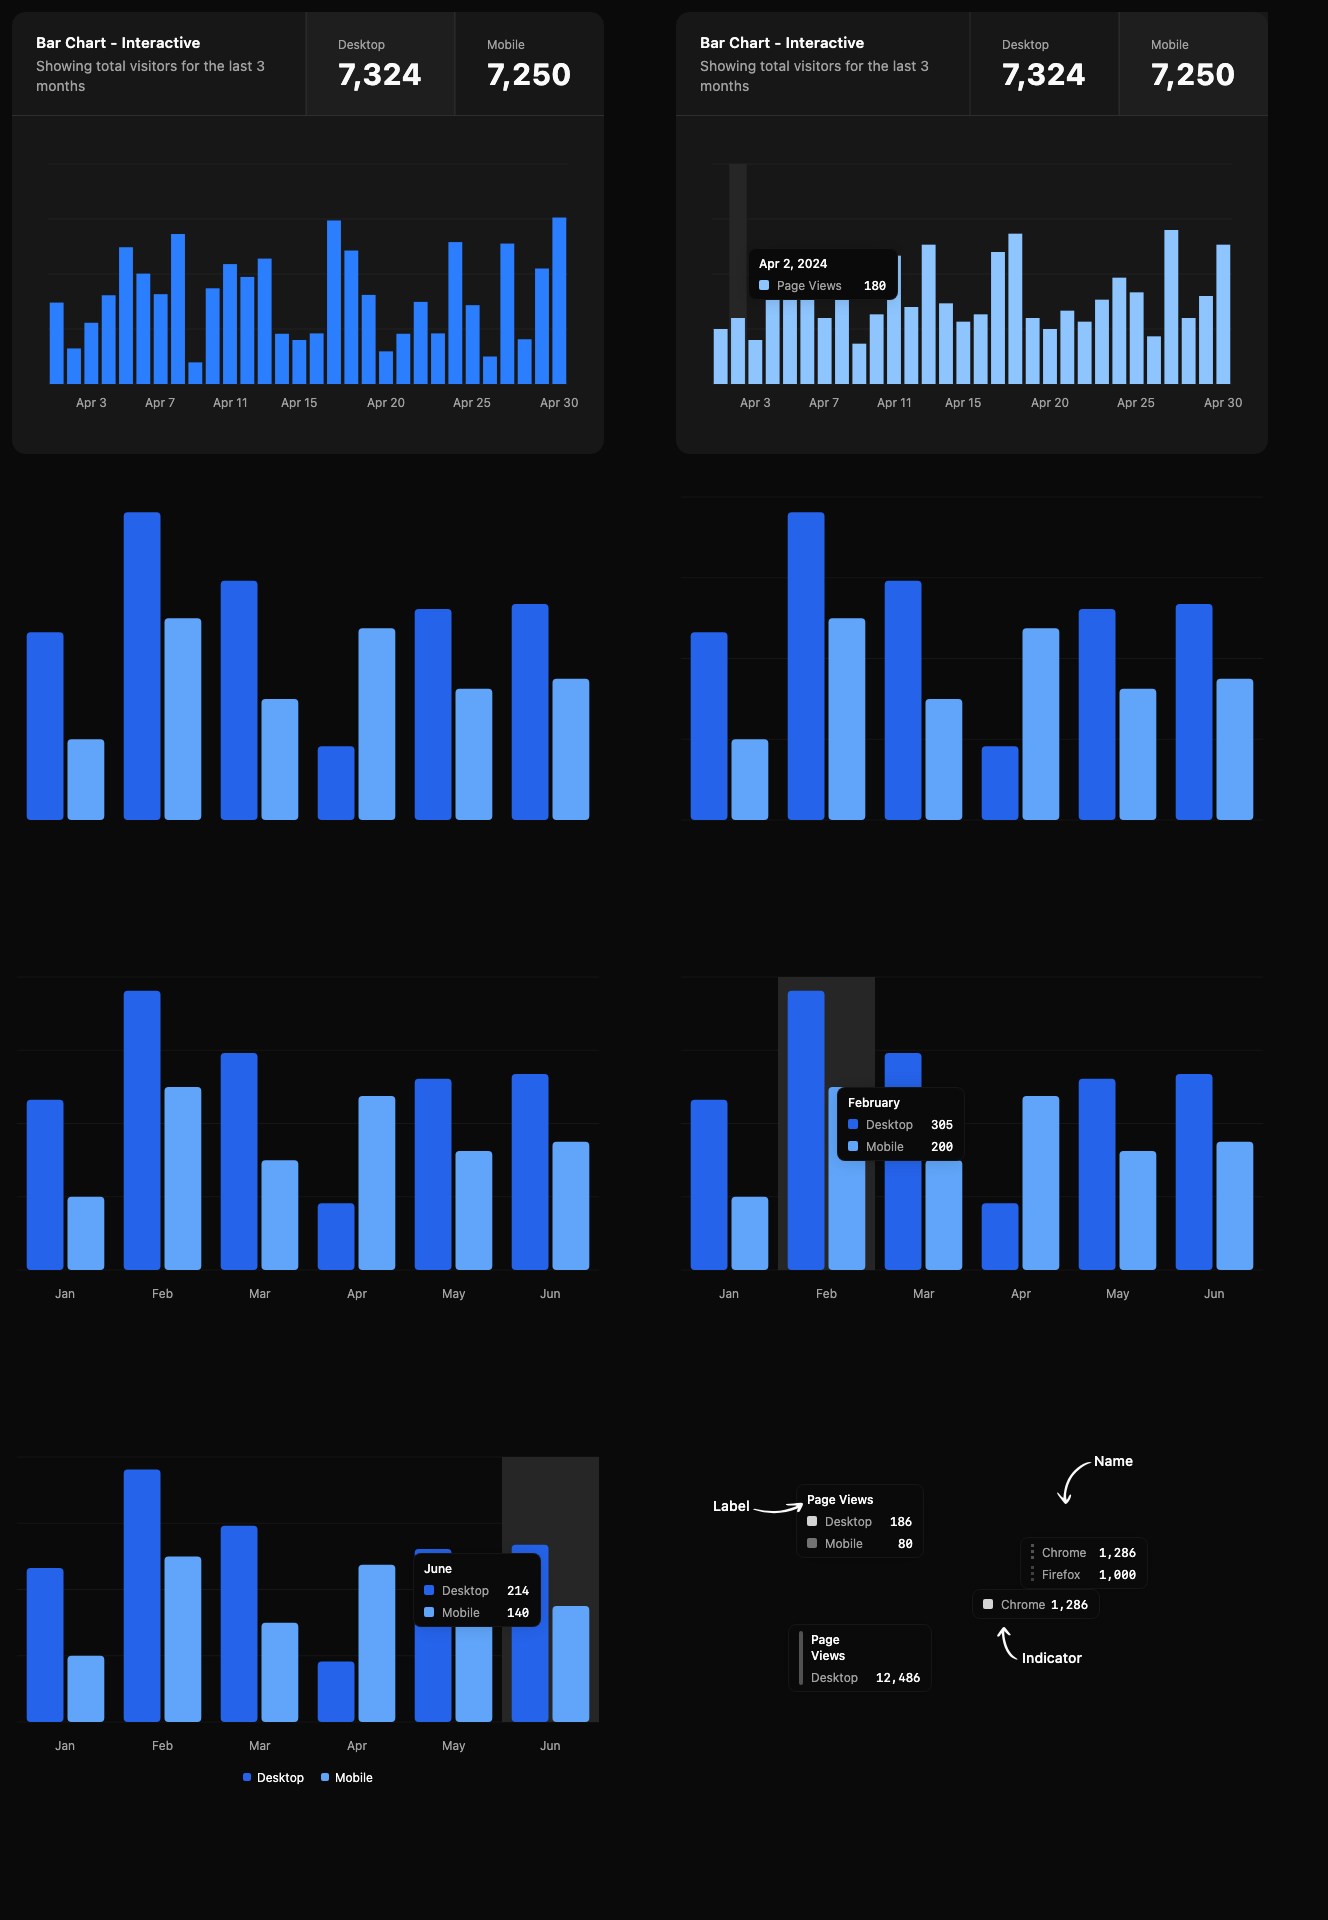 Bar Chart - Interactive
Showing total visitors for the last 3
months
Desktop
7,324
Mobile
7,250
Apr 3 Apr 7 Apr 11 Apr 15 Apr 20 Apr 25 Apr 30
Bar Chart - Interactive
Showing total visitors for the last 3
months
Desktop
7,324
Mobile
7,250
Apr 2, 2024
Page Views 180
Apr 3 Apr 7 Apr 11 Apr 15 Apr 20 Apr 25 Apr 30
Jan Feb Mar Apr May Jun
February
Desktop 305
Mobile 200
Jan Feb Mar Apr May Jun
June
Desktop 214
Mobile 140
Jan Feb Mar Apr May Jun
Desktop Mobile
Label
Page Views
Desktop 186
Mobile 80
Name
Chrome 1,286
Firefox 1,000
Chrome 1,286
Indicator
Page
Views
Desktop 12,486